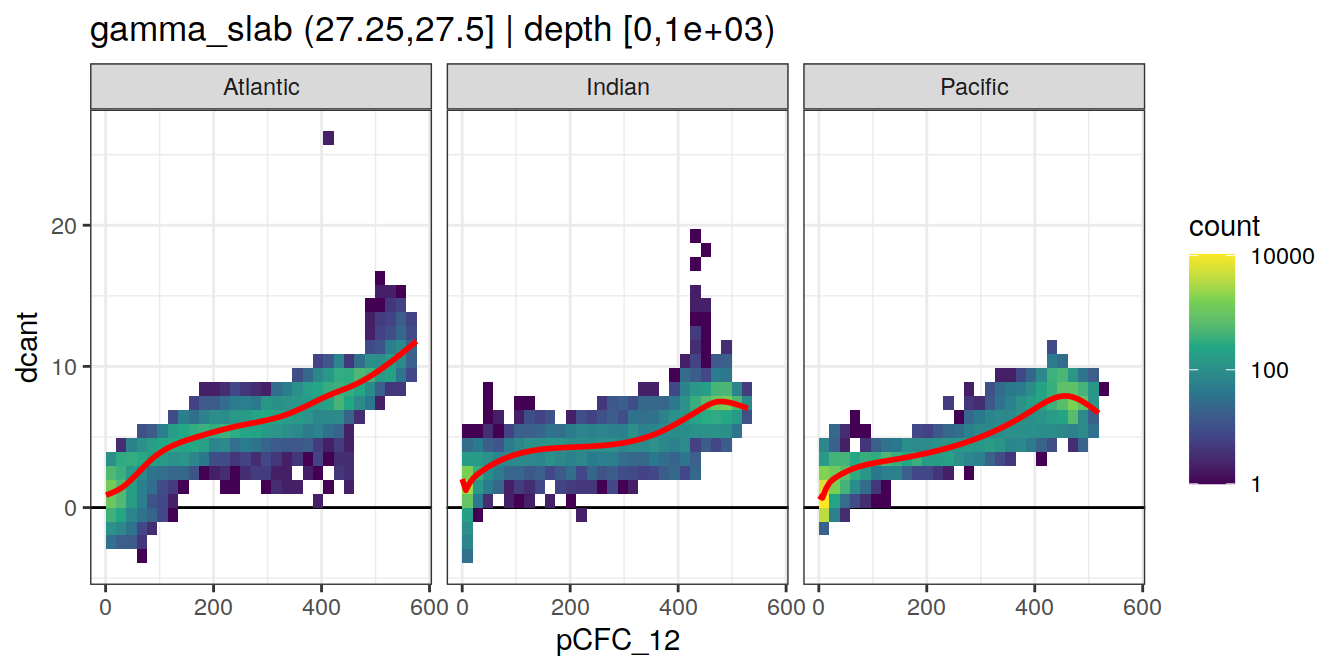 gamma_slab (27.25,27.5] | depth [0,1e+03)
Atlantic Indian Pacific
dcant
20
10
0
0 200 400 600 0 200 400 600 0 200 400 600
pCFC_12
count
10000
100
1